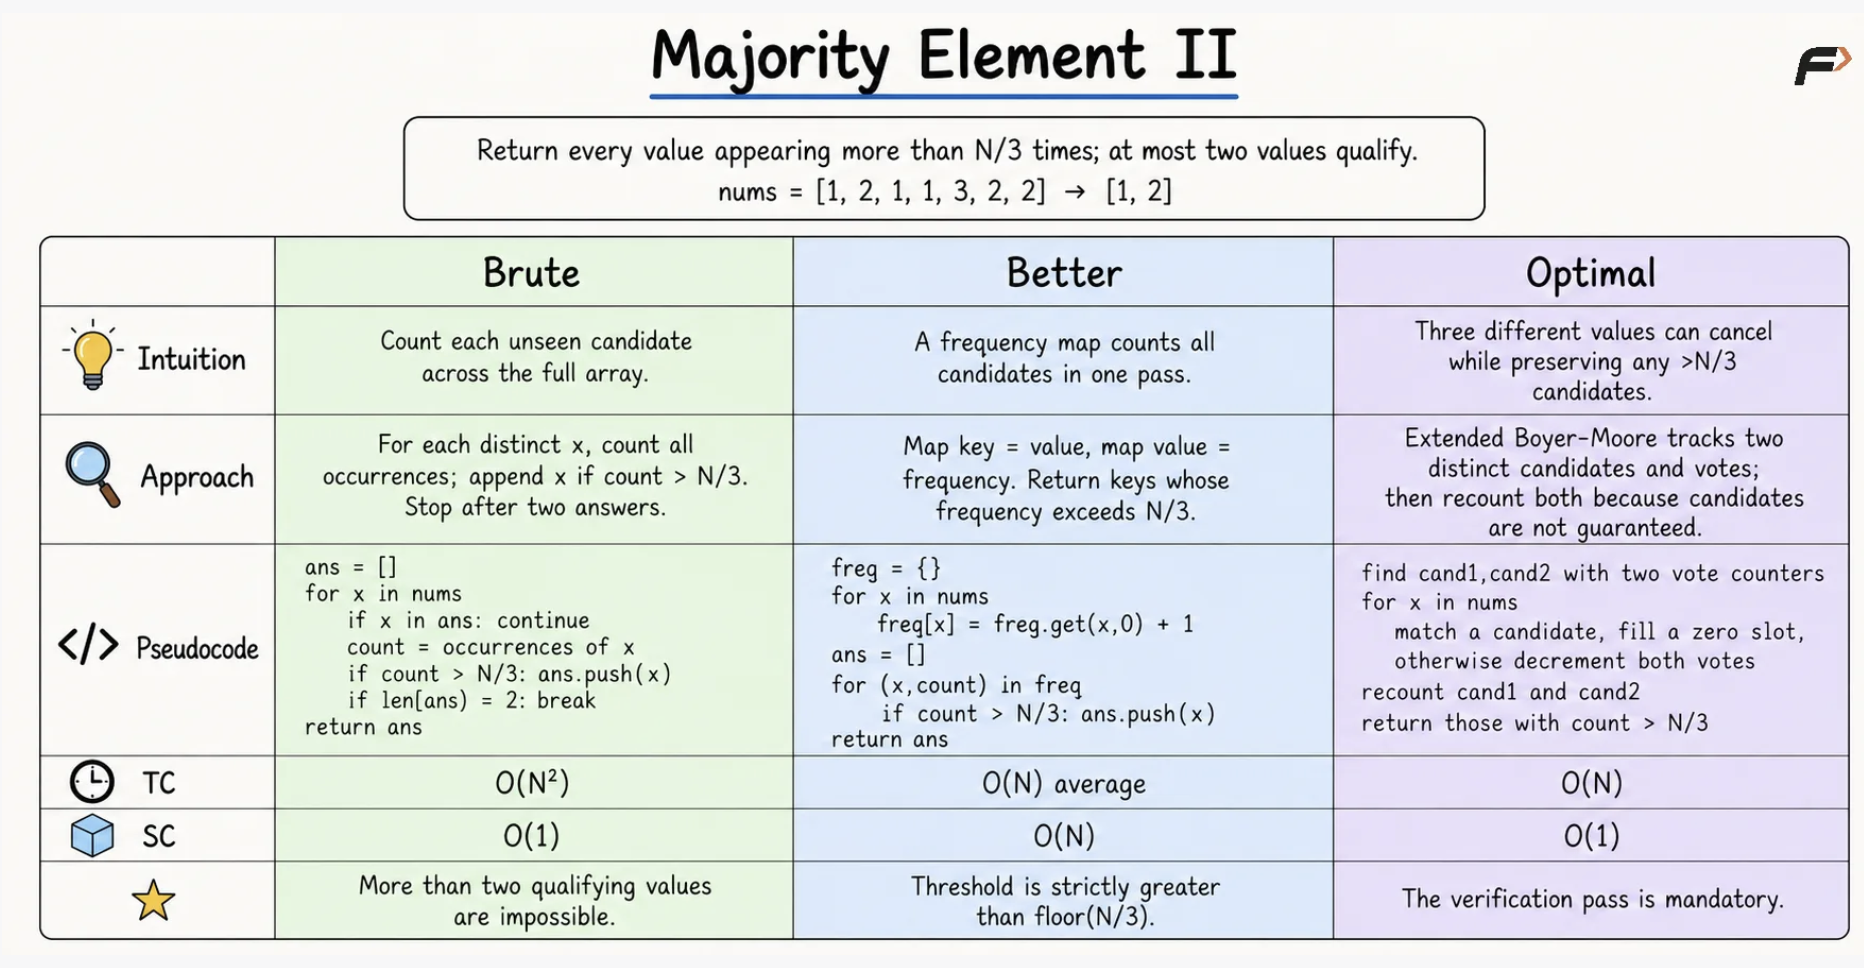 Majority Element II
F
Return every value appearing more than N/3 times; at most two values qualify.
nums = [1, 2, 1, 1, 3, 2, 2] → [1, 2]
Brute
Better
Optimal
Intuition
Count each unseen candidate
across the full array.
A frequency map counts all
candidates in one pass.
Three different values can cancel
while preserving any >N/3
candidates.
Approach
For each distinct x, count all
occurrences; append x if count > N/3.
Stop after two answers.
Map key = value, map value =
frequency. Return keys whose
frequency exceeds N/3.
Extended Boyer-Moore tracks two
distinct candidates and votes;
then recount both because candidates
are not guaranteed.
</> Pseudocode
ans = []
for x in nums
if x in ans: continue
count = occurrences of x
if count > N/3: ans.push(x)
if len(ans) = 2: break
return ans
freq = {}
for x in nums
freq[x] = freq.get(x,0) + 1
ans = []
for (x,count) in freq
if count > N/3: ans.push(x)
return ans
find cand1,cand2 with two vote counters
for x in nums
match a candidate, fill a zero slot,
otherwise decrement both votes
recount cand1 and cand2
return those with count > N/3
TC
O(N²)
O(N) average
O(N)
SC
O(1)
O(N)
O(1)
More than two qualifying values
are impossible.
Threshold is strictly greater
than floor(N/3).
The verification pass is mandatory.